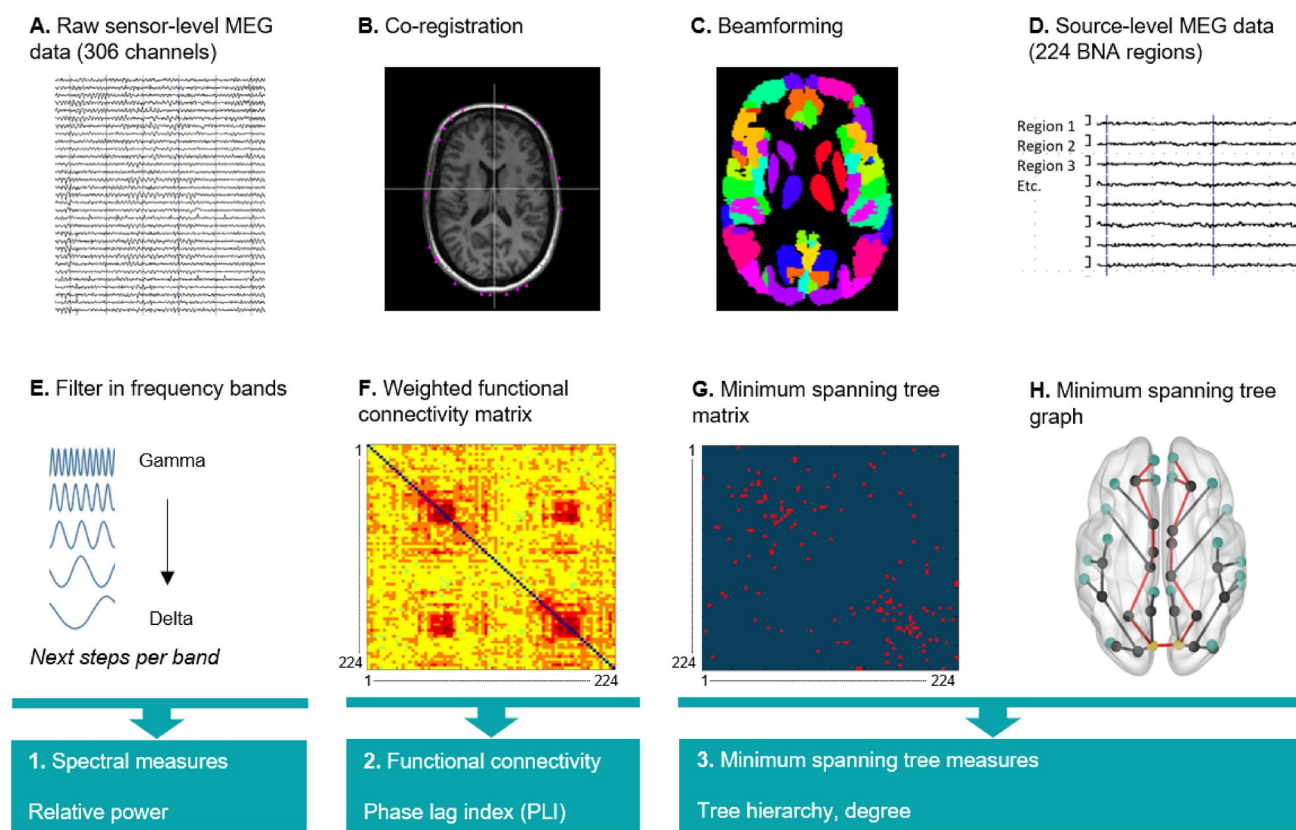 A. Raw sensor-level MEG
data (306 channels)
B. Co-registration
C. Beamforming
D. Source-level MEG data
(224 BNA regions)
Region 1
Region 2
Region 3
Etc.
E. Filter in frequency bands
Gamma
Delta
Next steps per band
F. Weighted functional
connectivity matrix
1
224
1
224
G. Minimum spanning tree
matrix
1
224
1
224
H. Minimum spanning tree
graph
1. Spectral measures
Relative power
2. Functional connectivity
Phase lag index (PLI)
3. Minimum spanning tree measures
Tree hierarchy, degree